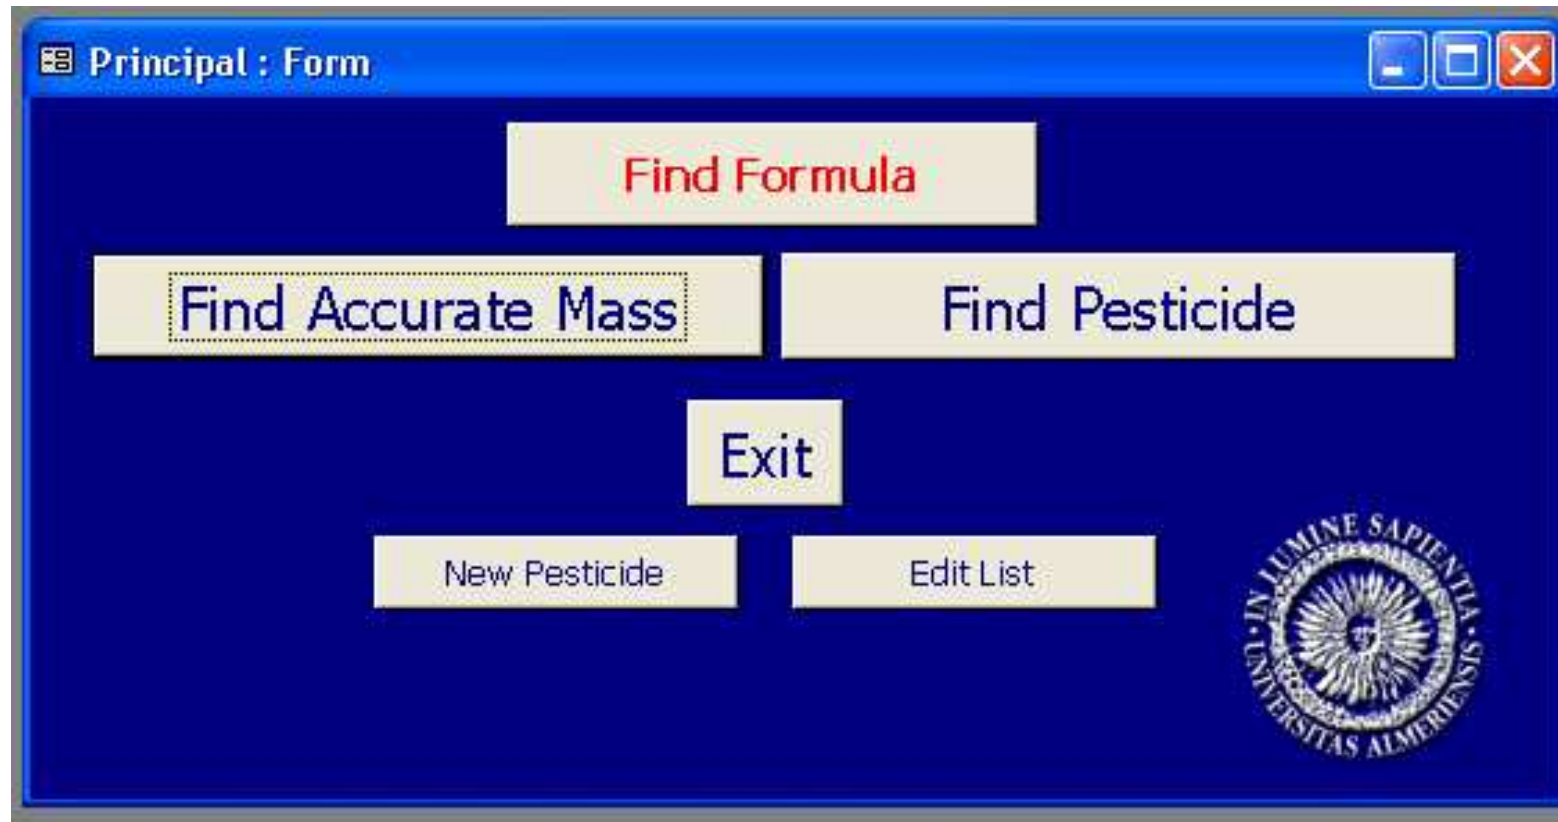 Principal : Form
Find Formula
Find Accurate Mass
Find Pesticide
Exit
New Pesticide
Edit List
· IN LUMINE SAPIENTIA ·
UNIVERSITAS ALMERIENSIS